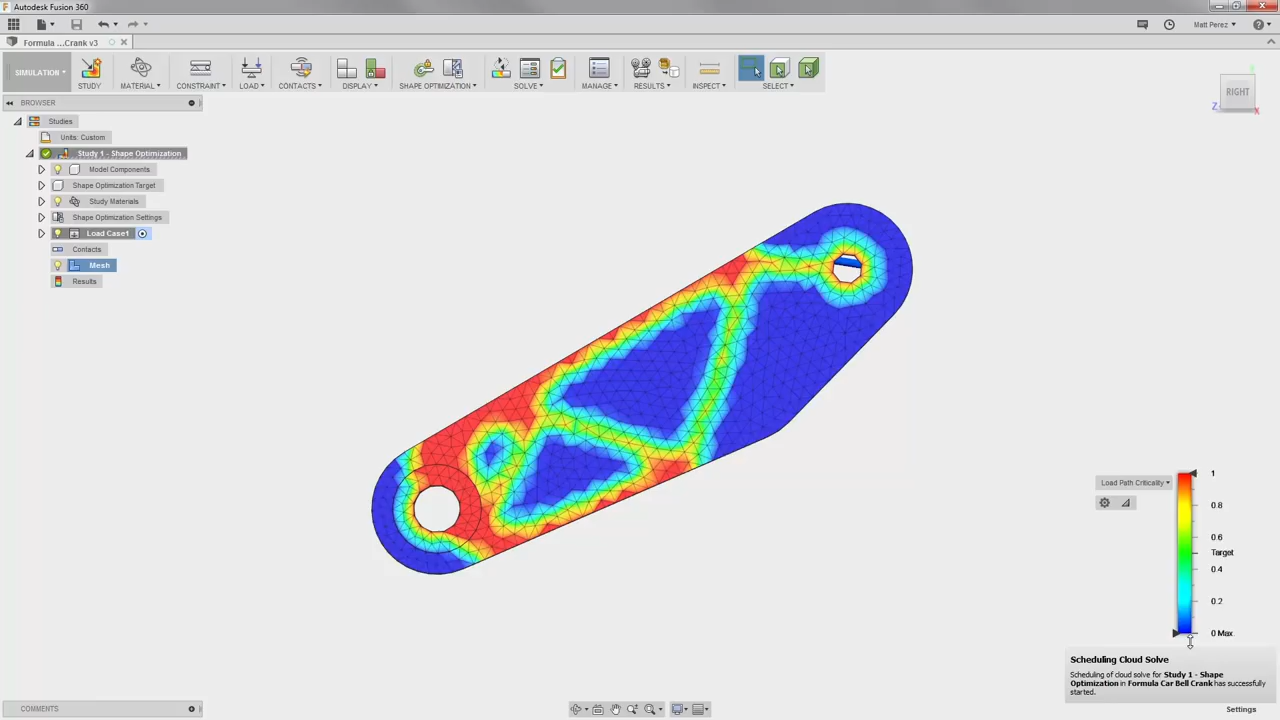 Autodesk Fusion 360
Matt Perez
Formula ...Crank v3
SIMULATION
STUDY
MATERIAL
CONSTRAINT
LOAD
CONTACTS
DISPLAY
SHAPE OPTIMIZATION
SOLVE
MANAGE
RESULTS
INSPECT
SELECT
BROWSER
RIGHT
Z
X
Studies
Units: Custom
Study 1 - Shape Optimization
Model Components
Shape Optimization Target
Study Materials
Shape Optimization Settings
Load Case1
Contacts
Mesh
Results
Load Path Criticality
1
0.8
0.6
Target
0.4
0.2
0 Max.
Scheduling Cloud Solve
Scheduling of cloud solve for Study 1 - Shape
Optimization in Formula Car Bell Crank has successfully
started.
COMMENTS
Settings